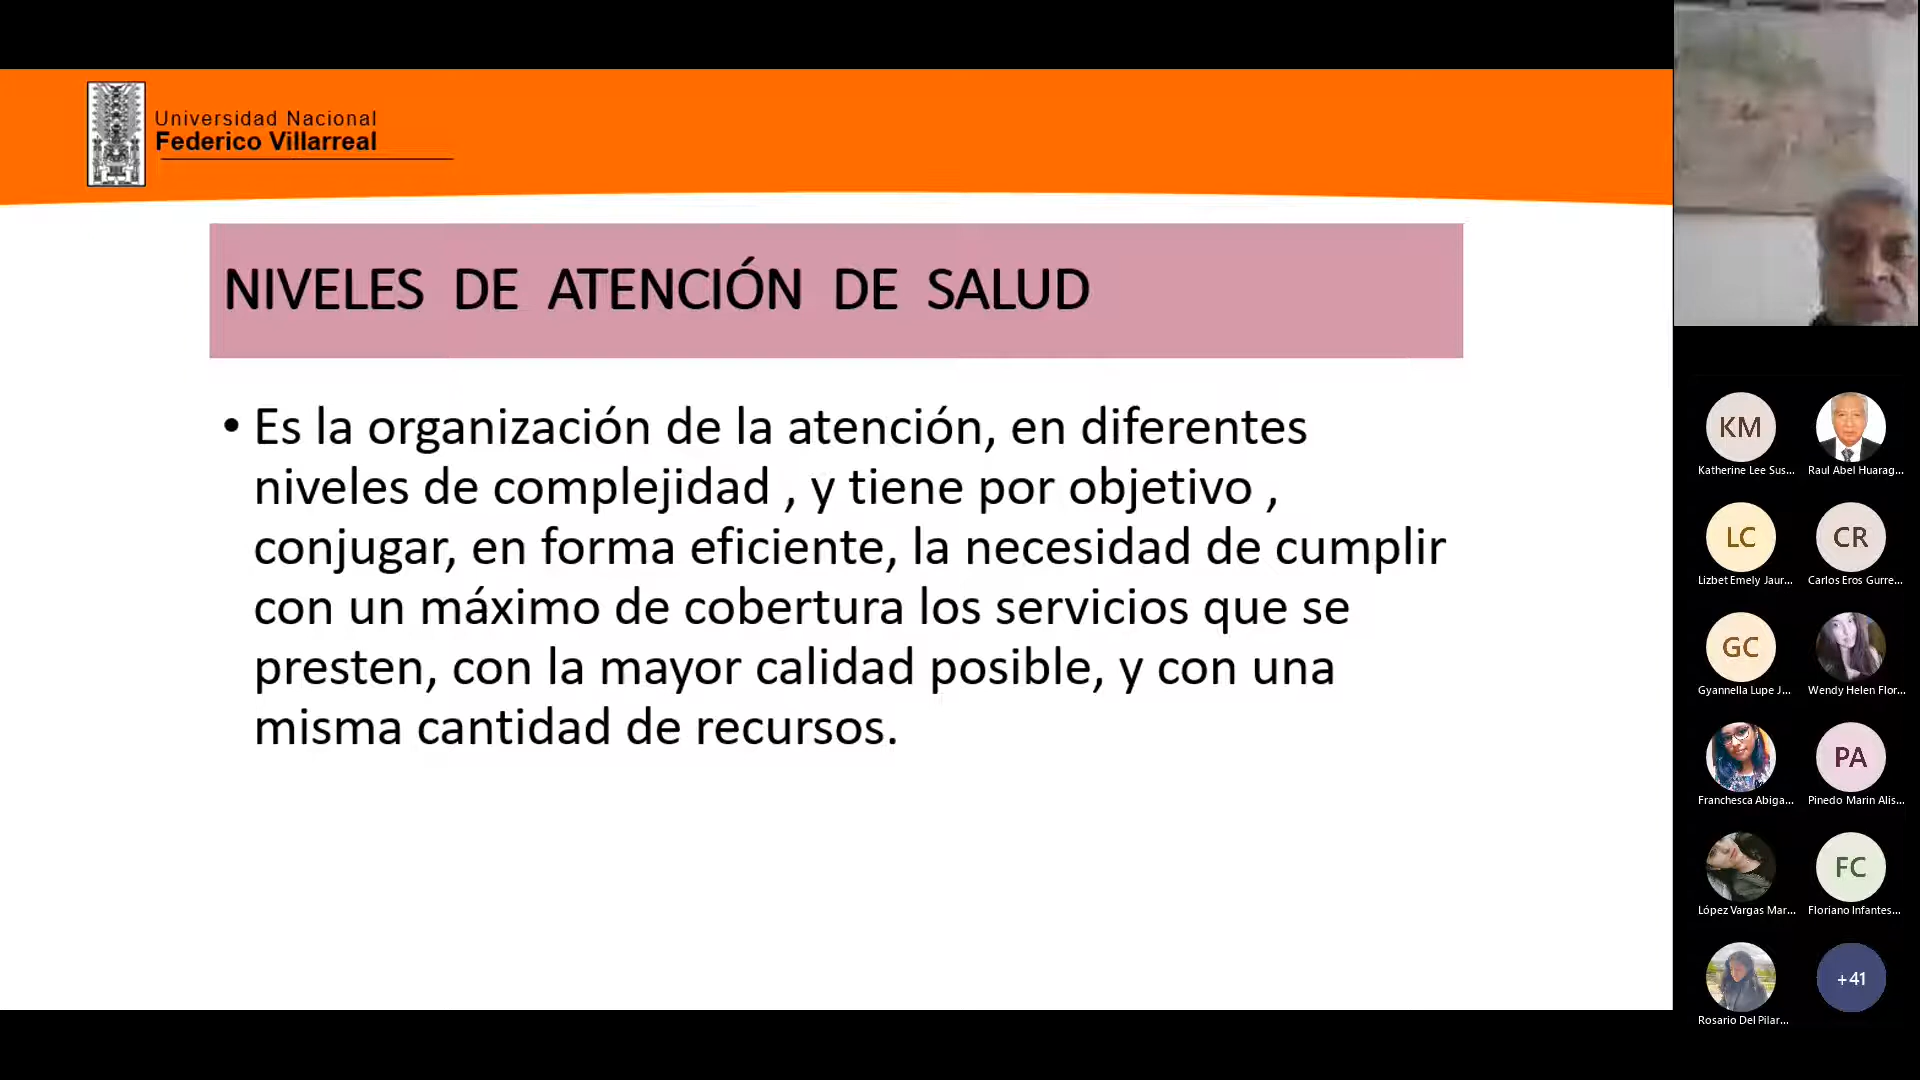 Universidad Nacional
Federico Villarreal
NIVELES DE ATENCIÓN DE SALUD
• Es la organización de la atención, en diferentes
niveles de complejidad , y tiene por objetivo ,
conjugar, en forma eficiente, la necesidad de cumplir
con un máximo de cobertura los servicios que se
presten, con la mayor calidad posible, y con una
misma cantidad de recursos.
KM
Katherine Lee Sus... Raul Abel Huarag...
LC CR
Lizbet Emely Jaur... Carlos Eros Gurre...
GC
Gyannella Lupe J... Wendy Helen Flor...
PA
Franchesca Abiga... Pinedo Marin Alis...
FC
López Vargas Mar... Floriano Infantes...
+41
Rosario Del Pilar...